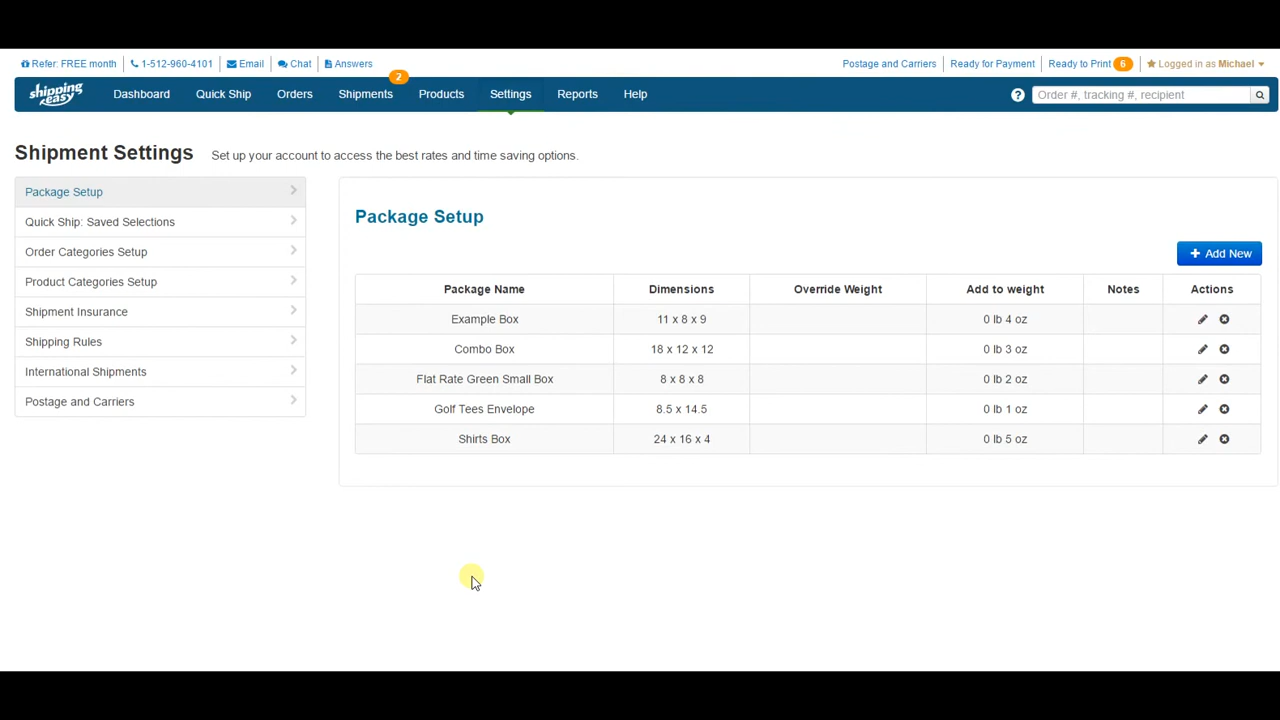 Refer: FREE month 1-512-960-4101 Email Chat Answers Postage and Carriers Ready for Payment Ready to Print 6 Logged in as Michael
shipping easy Dashboard Quick Ship Orders Shipments 2 Products Settings Reports Help ? Order #, tracking #, recipient
Shipment Settings Set up your account to access the best rates and time saving options.
Package Setup
Quick Ship: Saved Selections
Order Categories Setup
Product Categories Setup
Shipment Insurance
Shipping Rules
International Shipments
Postage and Carriers
Package Setup
+ Add New
Package Name Dimensions Override Weight Add to weight Notes Actions
Example Box 11 x 8 x 9 0 lb 4 oz
Combo Box 18 x 12 x 12 0 lb 3 oz
Flat Rate Green Small Box 8 x 8 x 8 0 lb 2 oz
Golf Tees Envelope 8.5 x 14.5 0 lb 1 oz
Shirts Box 24 x 16 x 4 0 lb 5 oz